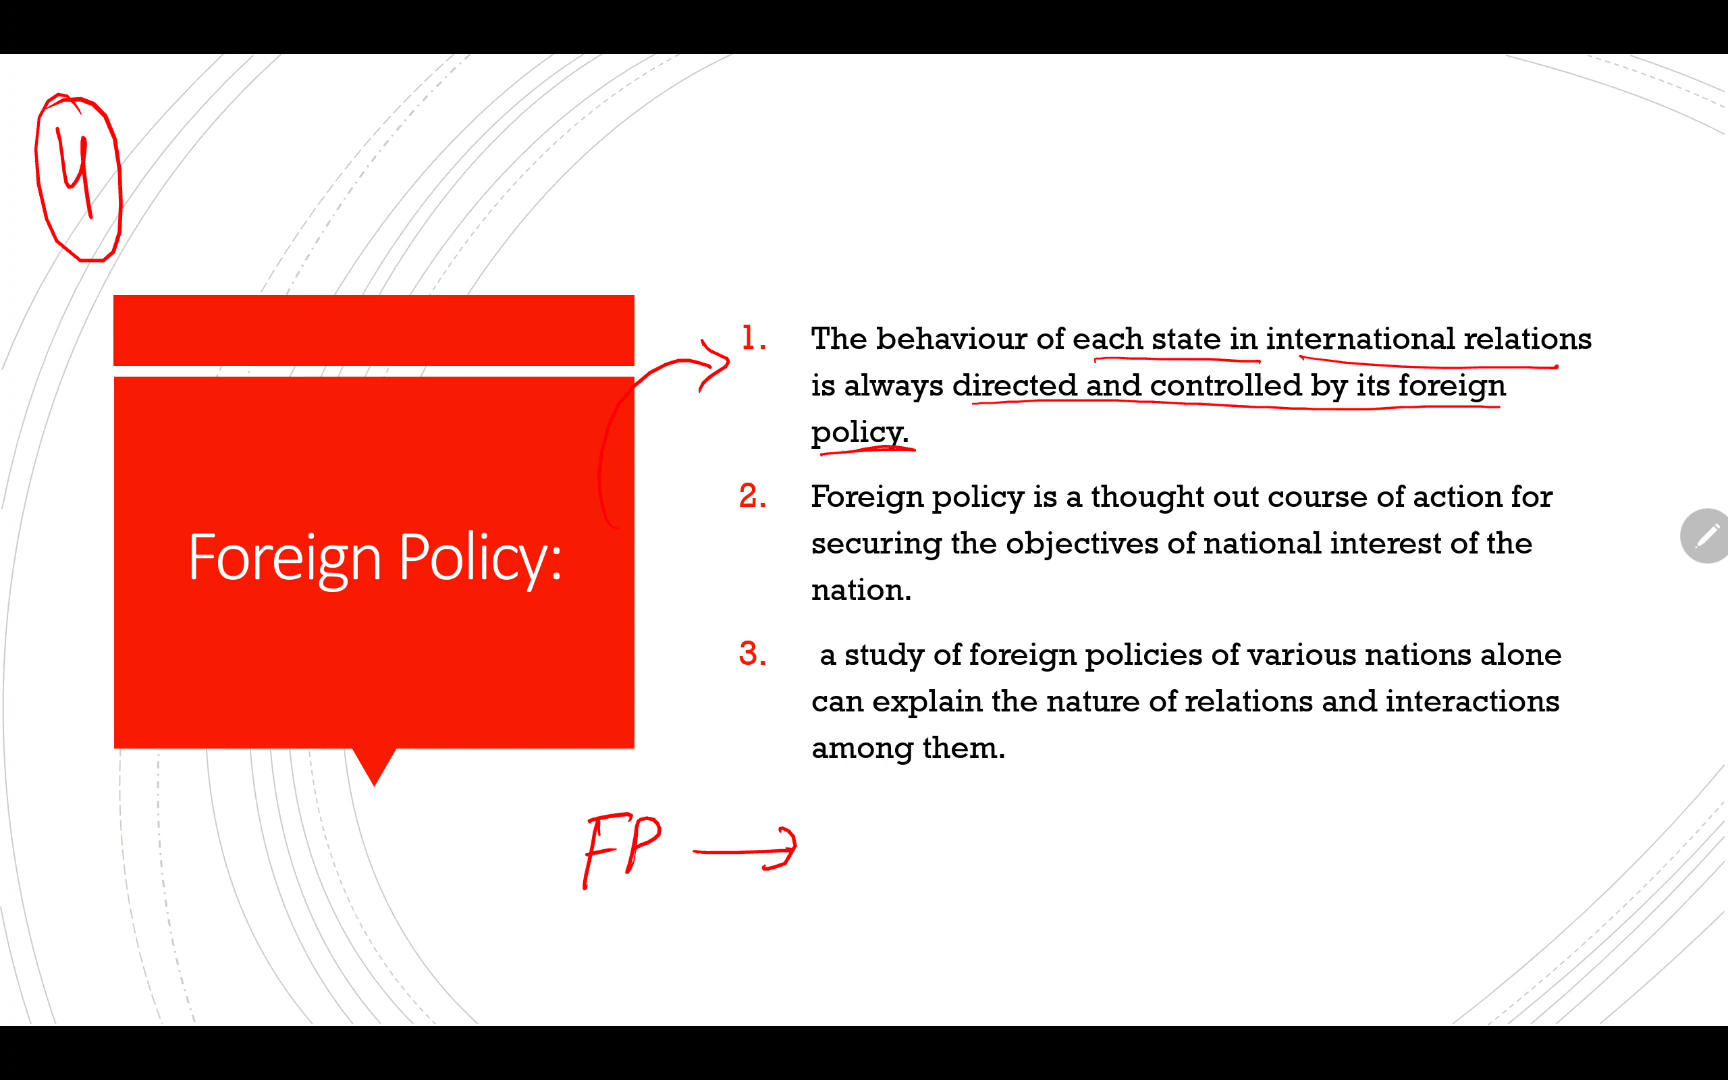 4
Foreign Policy:
1. The behaviour of each state in international relations
is always directed and controlled by its foreign
policy.
2. Foreign policy is a thought out course of action for
securing the objectives of national interest of the
nation.
3. a study of foreign policies of various nations alone
can explain the nature of relations and interactions
among them.
FP →